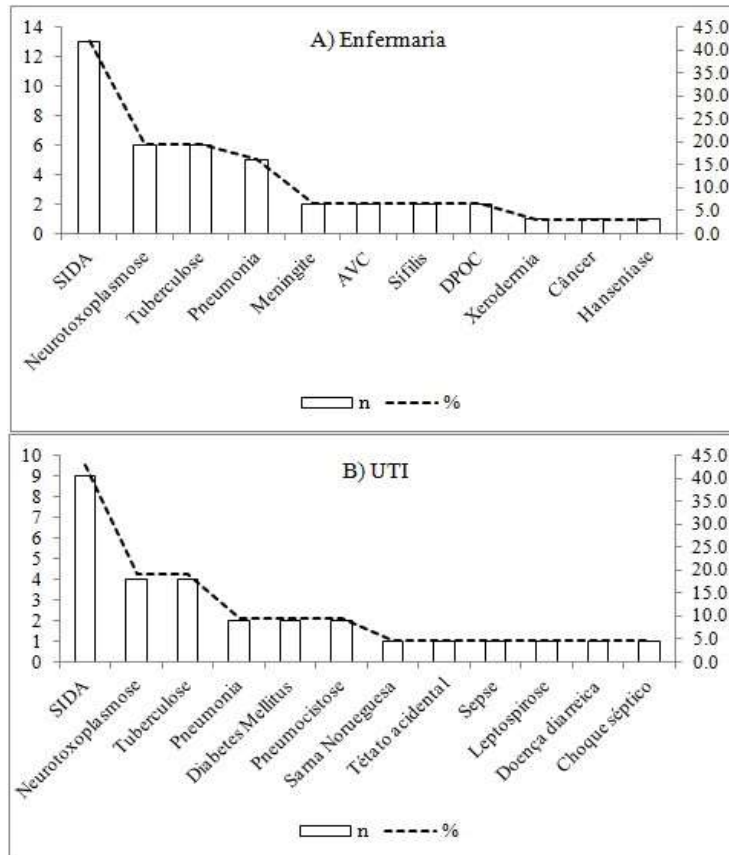 A) Enfermaria
14
12
10
8
6
4
2
0
45.0
40.0
35.0
30.0
25.0
20.0
15.0
10.0
5.0
0.0
SIDA
Neurotoxoplasmose
Tuberculose
Pneumonia
Meningite
AVC
Sífilis
DPOC
Xerodermia
Câncer
Hanseníase
n
%
B) UTI
10
9
8
7
6
5
4
3
2
1
0
45.0
40.0
35.0
30.0
25.0
20.0
15.0
10.0
5.0
0.0
SIDA
Neurotoxoplasmose
Tuberculose
Pneumonia
Diabetes Mellitus
Pneumocistose
Sarna Norueguesa
Tétato acidental
Sepse
Leptospirose
Doença diarreica
Choque séptico
n
%